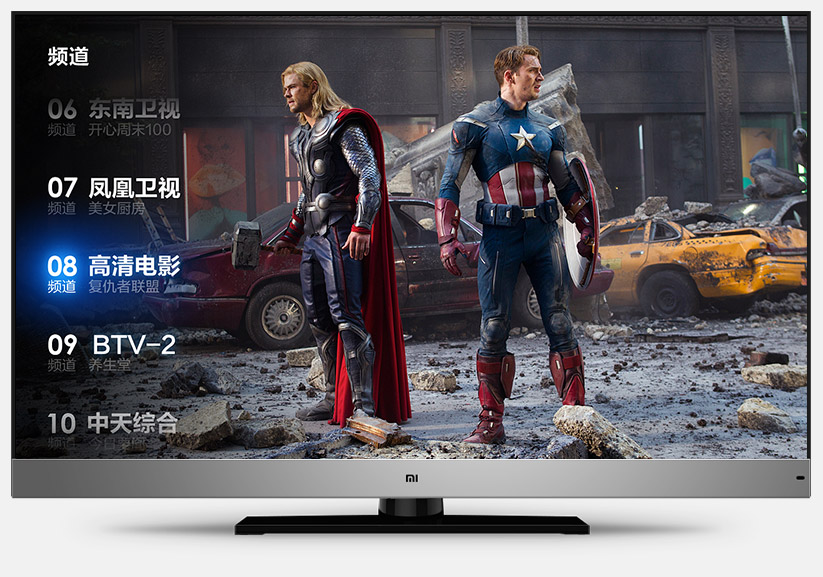 频道
06 东南卫视
频道 开心周末100
07 凤凰卫视
频道 美女厨房
08 高清电影
频道 复仇者联盟
09 BTV-2
频道 养生堂
10 中天综合
频道
MI